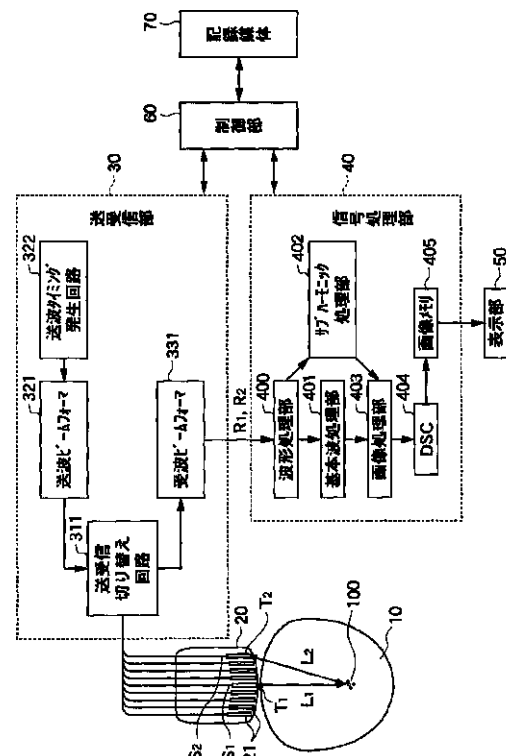 70
記録媒体
60
制御部
30
送受信部
322
送波タイミング
発生回路
321
送波ビームフォーマ
331
受波ビームフォーマ
311
送受信
切り替え
回路
R1, R2
40
信号処理部
402
サブハーモニック
処理部
400
波形処理部
401
基本波処理部
403
画像処理部
404
DSC
405
画像メモリ
50
表示部
20
T2
S2
S1
21
T1
L1
L2
100
10